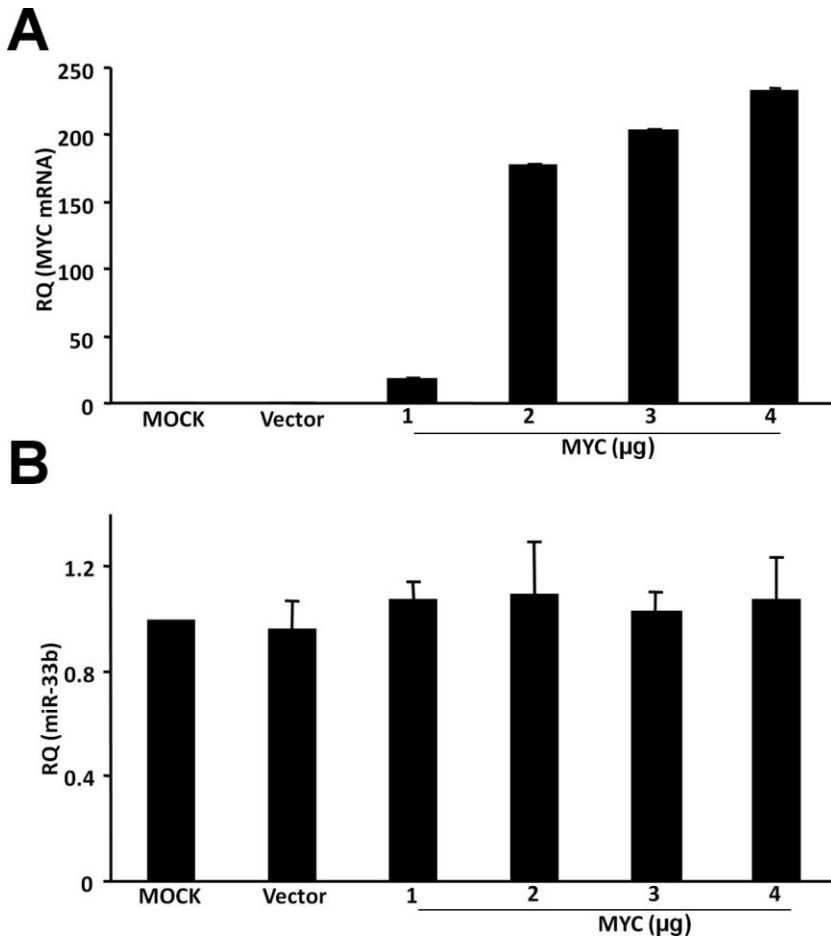 A
RQ (MYC mRNA)
250
200
150
100
50
0
MOCK Vector 1 2 3 4
MYC (µg)
B
RQ (miR-33b)
1.2
0.8
0.4
0
MOCK Vector 1 2 3 4
MYC (µg)